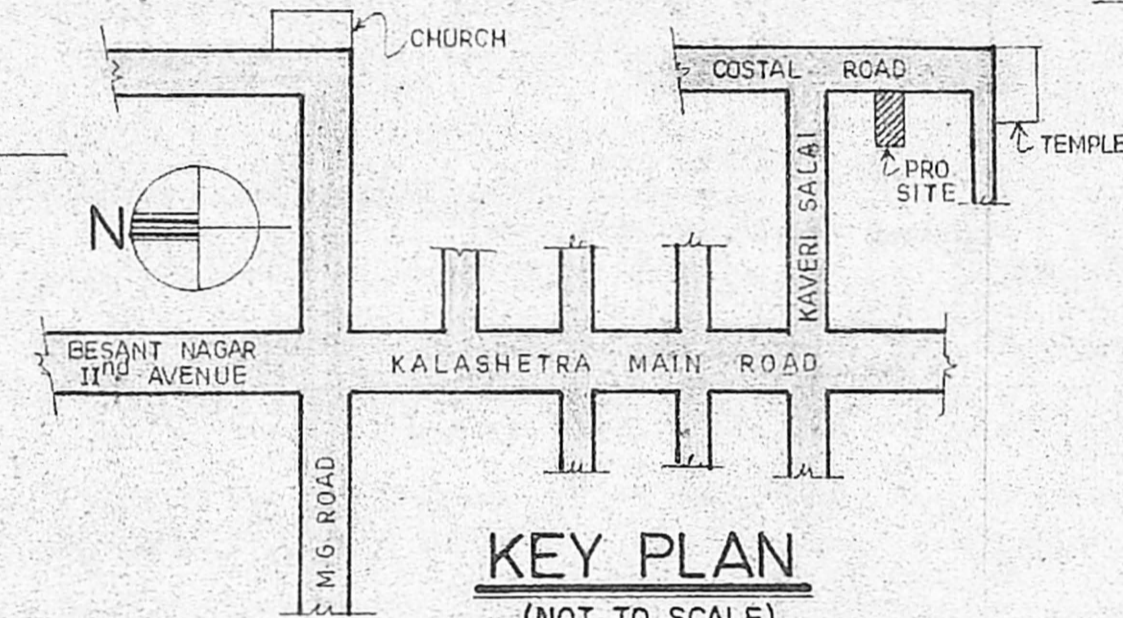 CHURCH
COSTAL ROAD
TEMPLE
PRO
SITE
KAVERI SALAI
N
BESANT NAGAR
IInd AVENUE
KALASHETRA MAIN ROAD
M.G ROAD
KEY PLAN
(NOT TO SCALE)